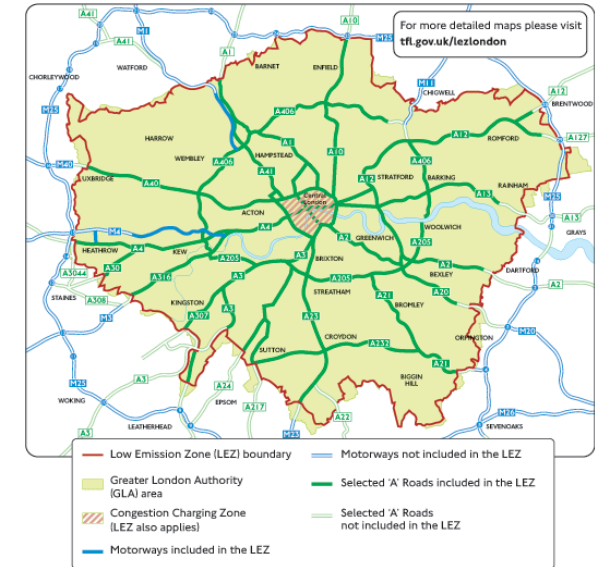 For more detailed maps please visit
tfl.gov.uk/lezlondon
A41
A10
M1
A41
M25
WATFORD
A1
BARNET
ENFIELD
CHORLEYWOOD
M11
CHIGWELL
A12
BRENTWOOD
M25
A406
HARROW
A1
A10
A12
ROMFORD
A127
WEMBLEY
A406
HAMPSTEAD
A406
M40
A41
A12
STRATFORD
BARKING
UXBRIDGE
A40
RAINHAM
A13
Central
London
M25
ACTON
A13
M4
A4
A2
GREENWICH
WOOLWICH
GRAYS
A205
HEATHROW
A4
KEW
A205
A3
BRIXTON
A2
A3044
A30
A316
A3
A205
BEXLEY
DARTFORD
STAINES
A308
STREATHAM
A21
A20
A2
KINGSTON
BROMLEY
M3
A307
A3
A23
M20
CROYDON
A232
ORPINGTON
SUTTON
A21
A3
BIGGIN
HILL
M25
A24
WOKING
EPSOM
A217
A22
M26
LEATHERHEAD
SEVENOAKS
A3
M23
Low Emission Zone (LEZ) boundary
Greater London Authority
(GLA) area
Congestion Charging Zone
(LEZ also applies)
Motorways included in the LEZ
Motorways not included in the LEZ
Selected 'A' Roads included in the LEZ
Selected 'A' Roads
not included in the LEZ